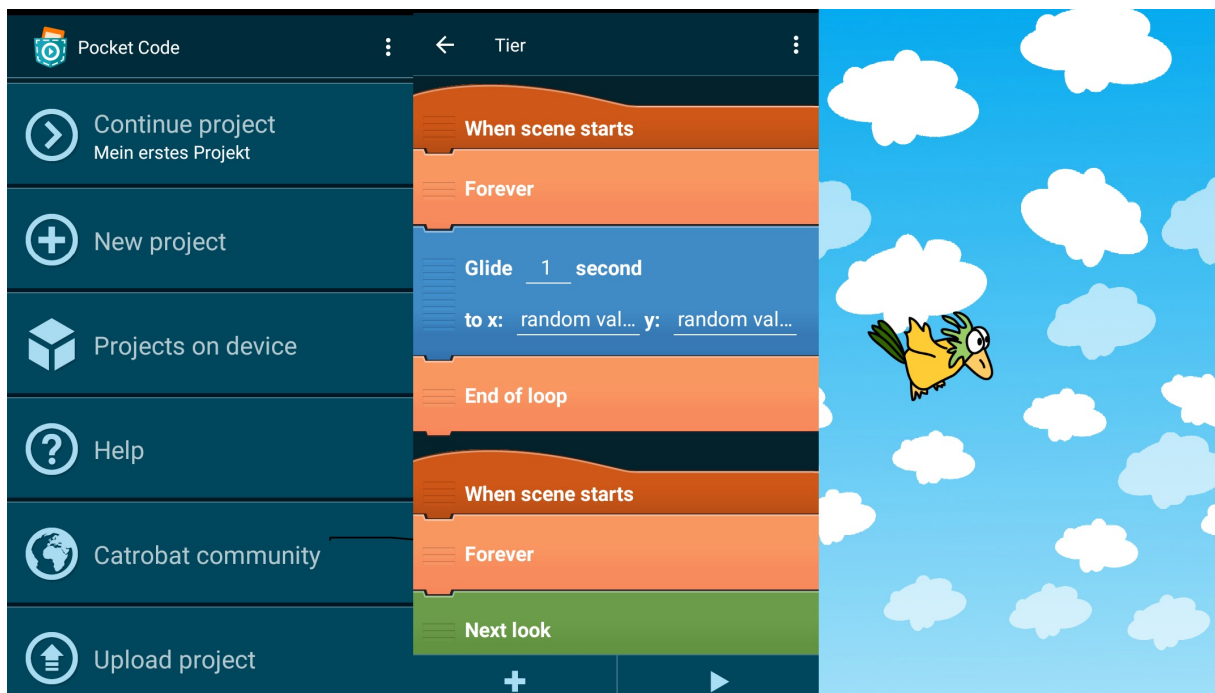 Pocket Code
Continue project
Mein erstes Projekt
New project
Projects on device
Help
Catrobat community
Upload project
Tier
When scene starts
Forever
Glide 1 second
to x: random val... y: random val...
End of loop
When scene starts
Forever
Next look